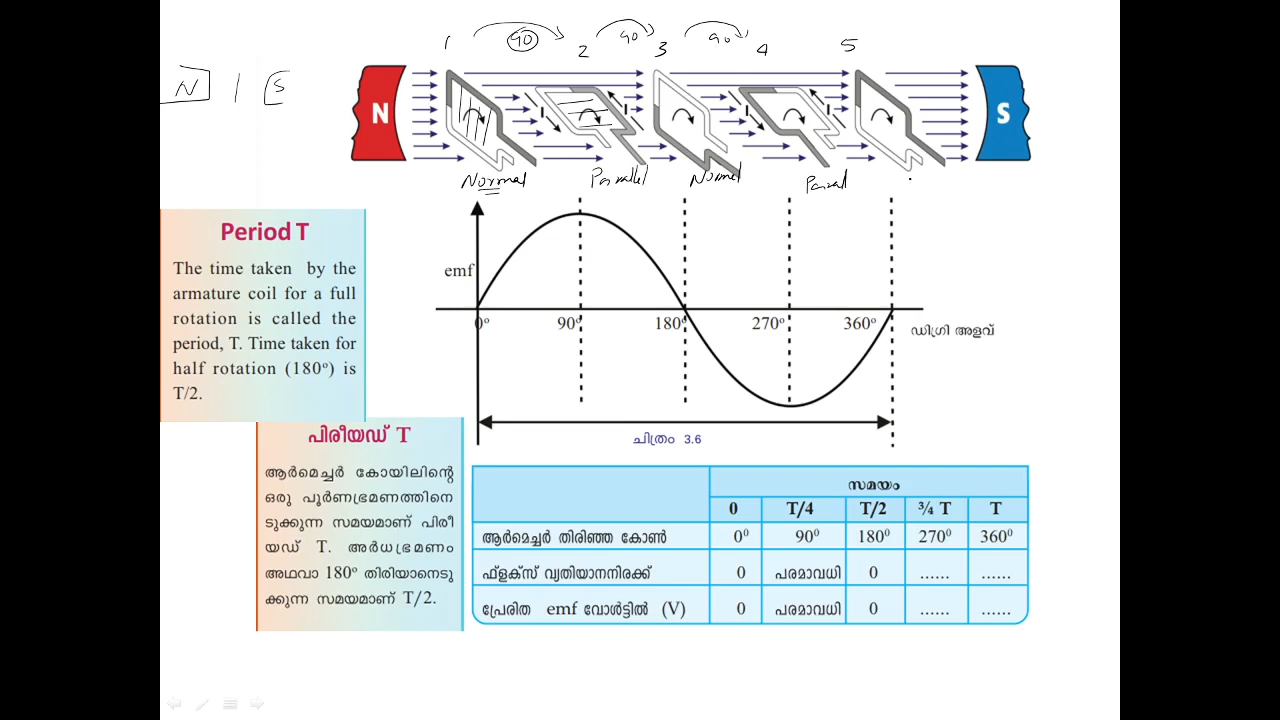 1 90 2 90 3 90 4 5
N S
N I I I I S
Normal Parallel Normal Parallel
Period T
The time taken by the
armature coil for a full
rotation is called the
period, T. Time taken for
half rotation (180°) is
T/2.
emf
0° 90° 180° 270° 360°
ഡിഗ്രി അളവ്
ചിത്രം 3.6
പിരീയഡ് T
ആർമെച്ചർ കോയിലിന്റെ
ഒരു പൂർണഭ്രമണത്തിനെ
ടുക്കുന്ന സമയമാണ് പിരീ
യഡ് T. അർധഭ്രമണം
അഥവാ 180° തിരിയാനെടു
ക്കുന്ന സമയമാണ് T/2.
സമയം
0 T/4 T/2 ¾ T T
ആർമെച്ചർ തിരിഞ്ഞ കോൺ 0⁰ 90⁰ 180⁰ 270⁰ 360⁰
ഫ്ളക്സ് വ്യതിയാനനിരക്ക് 0 പരമാവധി 0 ...... ......
പ്രേരിത emf വോൾട്ടിൽ (V) 0 പരമാവധി 0 ...... ......